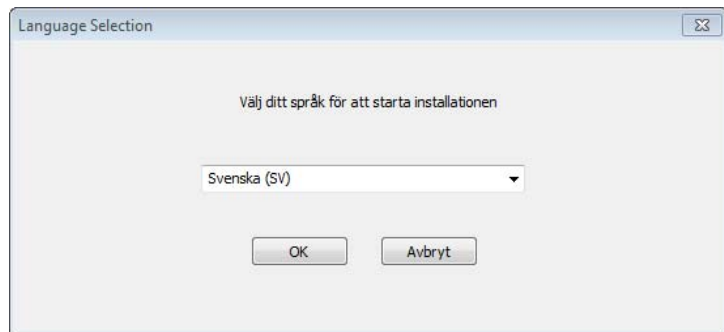 Language Selection
Välj ditt språk för att starta installationen
Svenska (SV)
OK
Avbryt